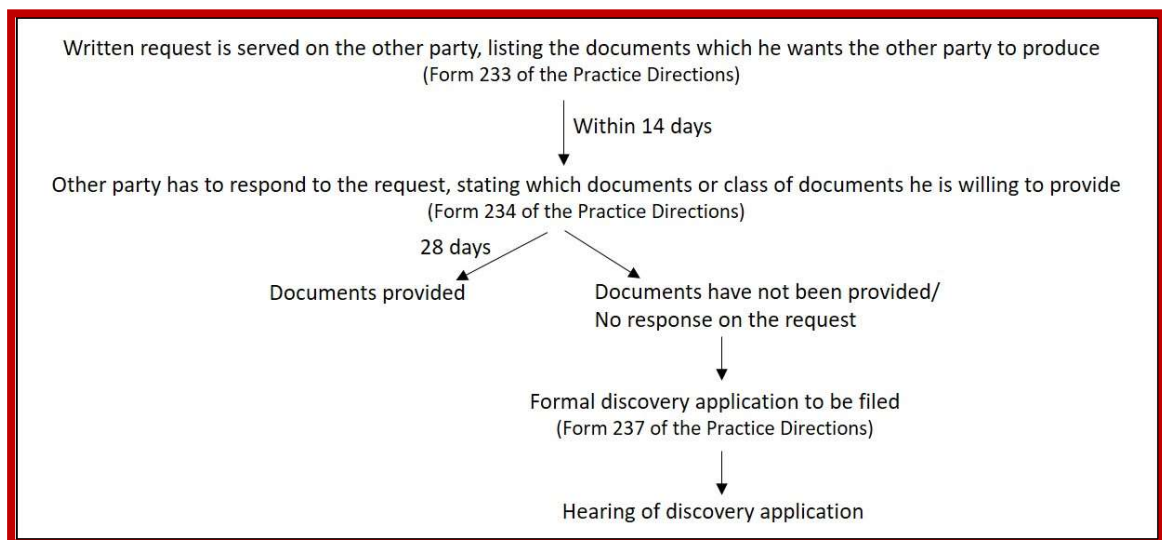 Written request is served on the other party, listing the documents which he wants the other party to produce
(Form 233 of the Practice Directions)
Within 14 days
Other party has to respond to the request, stating which documents or class of documents he is willing to provide
(Form 234 of the Practice Directions)
28 days
Documents provided
Documents have not been provided/
No response on the request
Formal discovery application to be filed
(Form 237 of the Practice Directions)
Hearing of discovery application